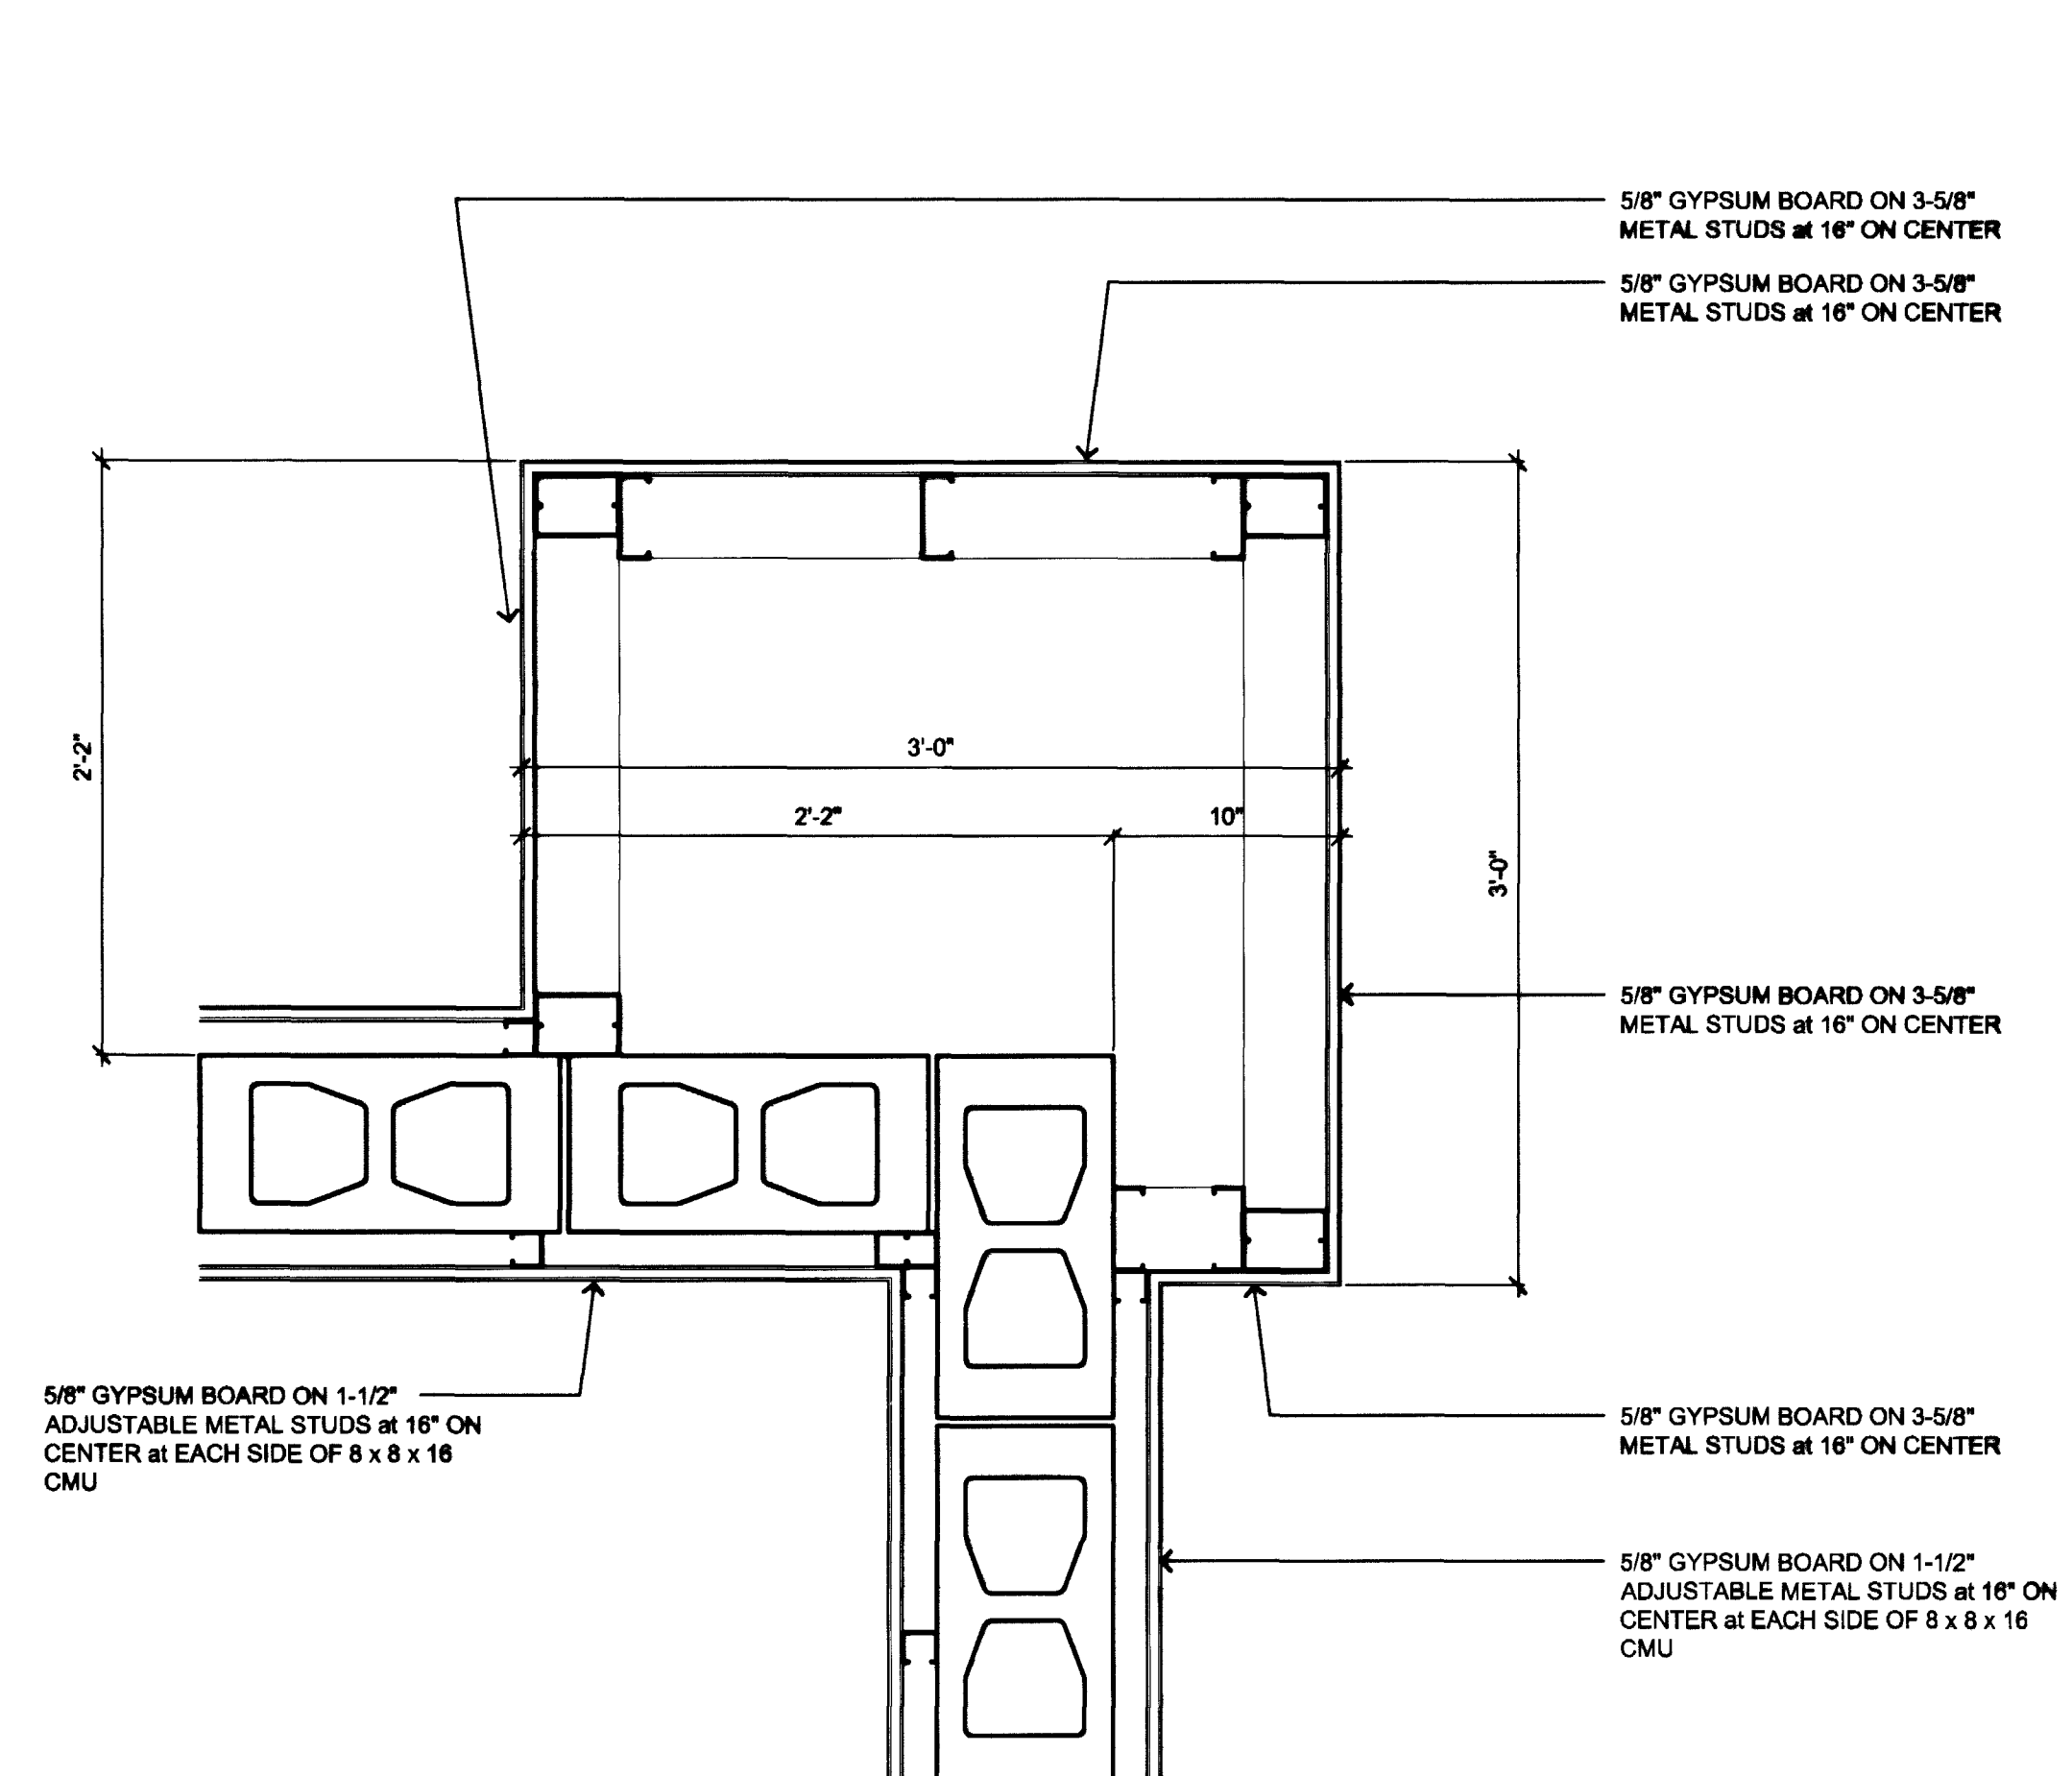 5/8" GYPSUM BOARD ON 3-5/8"
METAL STUDS at 16" ON CENTER
5/8" GYPSUM BOARD ON 3-5/8"
METAL STUDS at 16" ON CENTER
2'-2"
3'-0"
2'-2"
10"
3'-0"
5/8" GYPSUM BOARD ON 3-5/8"
METAL STUDS at 16" ON CENTER
5/8" GYPSUM BOARD ON 1-1/2"
ADJUSTABLE METAL STUDS at 16" ON
CENTER at EACH SIDE OF 8 x 8 x 16
CMU
5/8" GYPSUM BOARD ON 3-5/8"
METAL STUDS at 16" ON CENTER
5/8" GYPSUM BOARD ON 1-1/2"
ADJUSTABLE METAL STUDS at 16" ON
CENTER at EACH SIDE OF 8 x 8 x 16
CMU